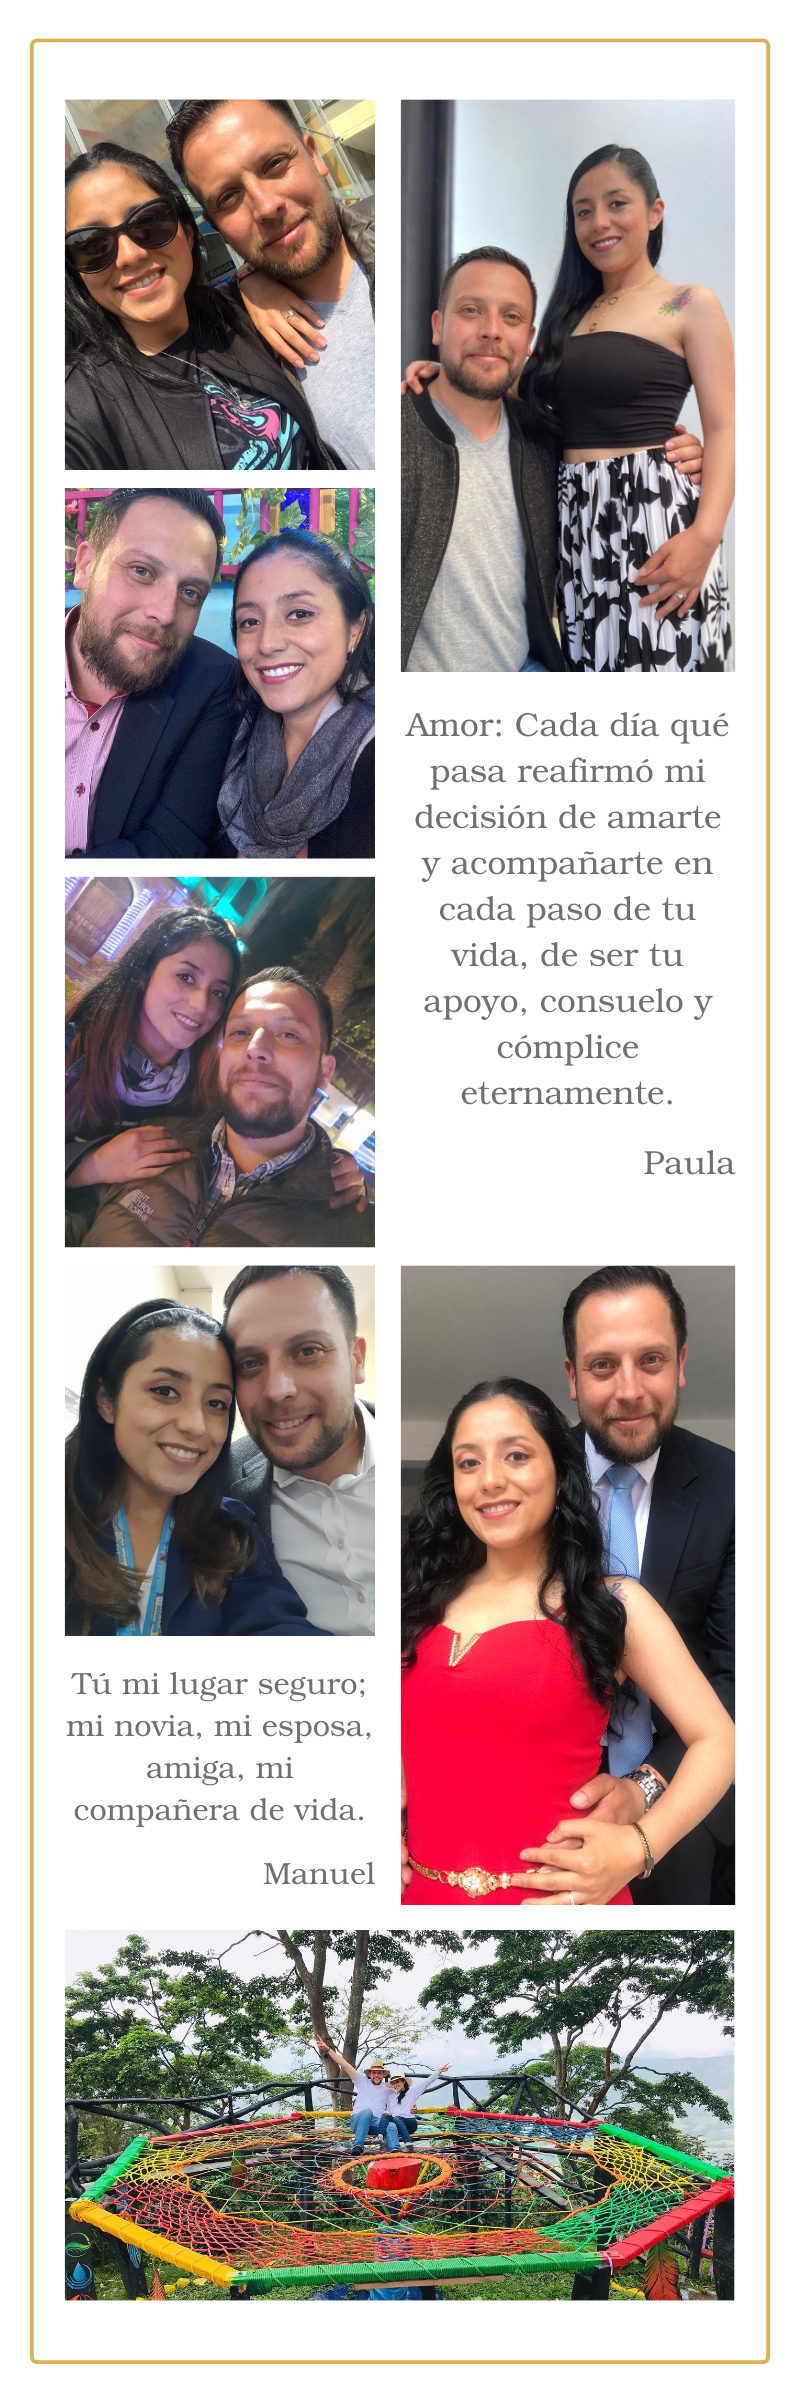 Amor: Cada día qué
pasa reafirmó mi
decisión de amarte
y acompañarte en
cada paso de tu
vida, de ser tu
apoyo, consuelo y
cómplice
eternamente.
Paula
Tú mi lugar seguro;
mi novia, mi esposa,
amiga, mi
compañera de vida.
Manuel